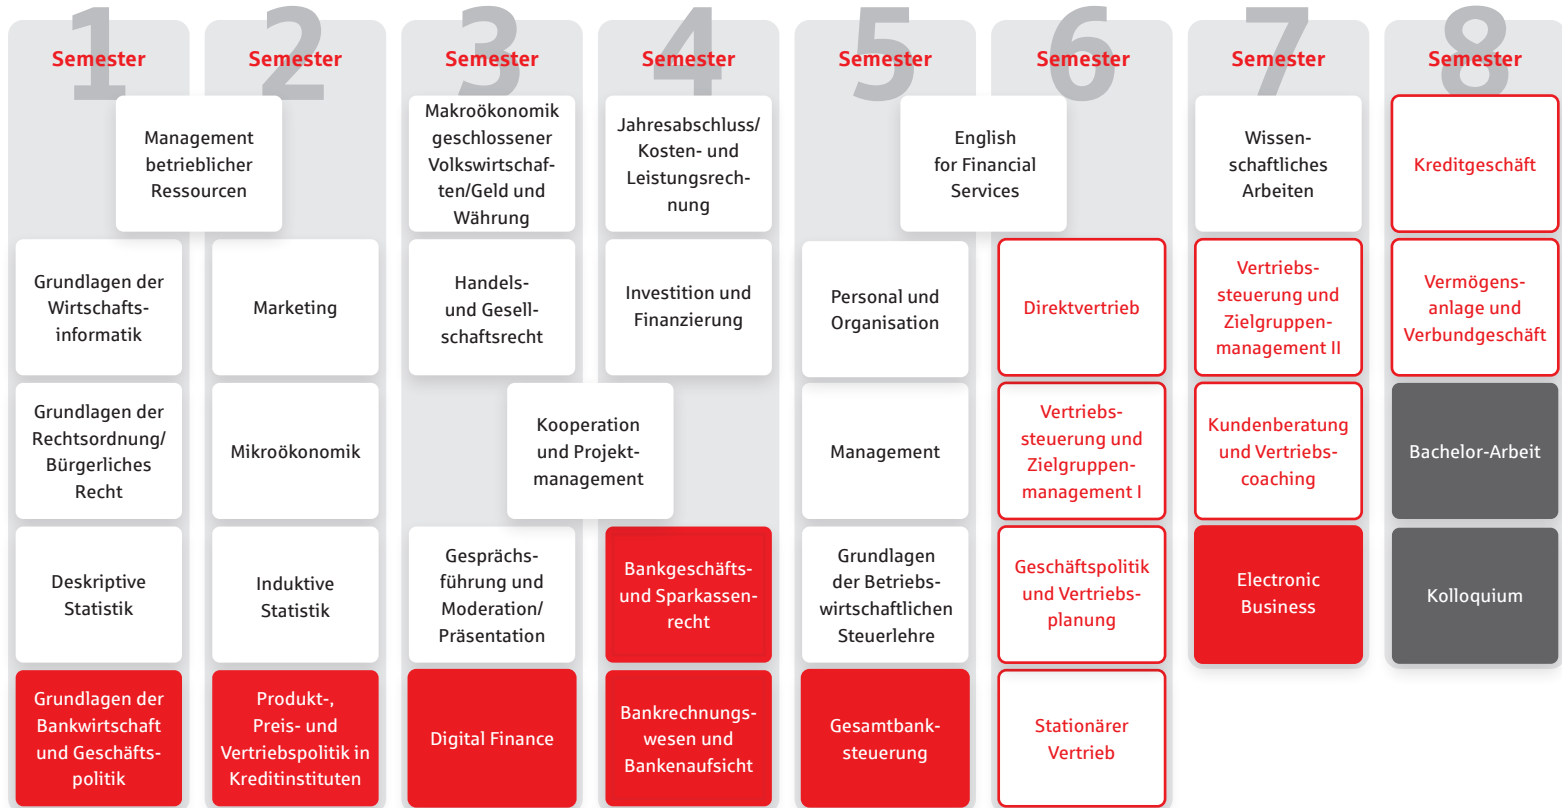 1
Semester
2
Semester
3
Semester
4
Semester
5
Semester
6
Semester
7
Semester
8
Semester
Management
betrieblicher
Ressourcen
Makroökonomik
geschlossener
Volkswirtschaf-
ten/Geld und
Währung
Jahresabschluss/
Kosten- und
Leistungsrech-
nung
English
for Financial
Services
Wissen-
schaftliches
Arbeiten
Kreditgeschäft
Grundlagen der
Wirtschafts-
informatik
Marketing
Handels-
und Gesell-
schaftsrecht
Investition und
Finanzierung
Personal und
Organisation
Direktvertrieb
Vertriebs-
steuerung und
Zielgruppen-
management II
Vermögens-
anlage und
Verbundgeschäft
Grundlagen der
Rechtsordnung/
Bürgerliches
Recht
Mikroökonomik
Kooperation
und Projekt-
management
Management
Vertriebs-
steuerung und
Zielgruppen-
management I
Kundenberatung
und Vertriebs-
coaching
Bachelor-Arbeit
Deskriptive
Statistik
Induktive
Statistik
Gesprächs-
führung und
Moderation/
Präsentation
Bankgeschäfts-
und Sparkassen-
recht
Grundlagen
der Betriebs-
wirtschaftlichen
Steuerlehre
Geschäftspolitik
und Vertriebs-
planung
Electronic
Business
Kolloquium
Grundlagen der
Bankwirtschaft
und Geschäfts-
politik
Produkt-,
Preis- und
Vertriebspolitik in
Kreditinstituten
Digital Finance
Bankrechnungs-
wesen und
Bankenaufsicht
Gesamtbank-
steuerung
Stationärer
Vertrieb